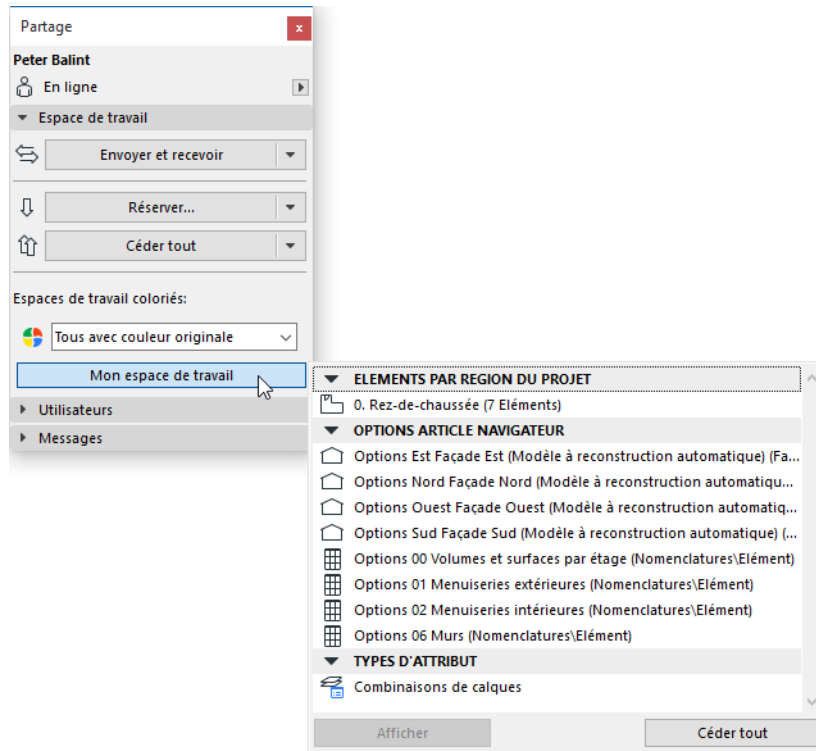 Partage
x
Peter Balint
En ligne
Espace de travail
Envoyer et recevoir
Réserver...
Céder tout
Espaces de travail coloriés:
Tous avec couleur originale
Mon espace de travail
Utilisateurs
Messages
ELEMENTS PAR REGION DU PROJET
0. Rez-de-chaussée (7 Eléments)
OPTIONS ARTICLE NAVIGATEUR
Options Est Façade Est (Modèle à reconstruction automatique) (Fa...
Options Nord Façade Nord (Modèle à reconstruction automatiqu...
Options Ouest Façade Ouest (Modèle à reconstruction automatiq...
Options Sud Façade Sud (Modèle à reconstruction automatique) (...
Options 00 Volumes et surfaces par étage (Nomenclatures\Elément)
Options 01 Menuiseries extérieures (Nomenclatures\Elément)
Options 02 Menuiseries intérieures (Nomenclatures\Elément)
Options 06 Murs (Nomenclatures\Elément)
TYPES D'ATTRIBUT
Combinaisons de calques
Afficher
Céder tout